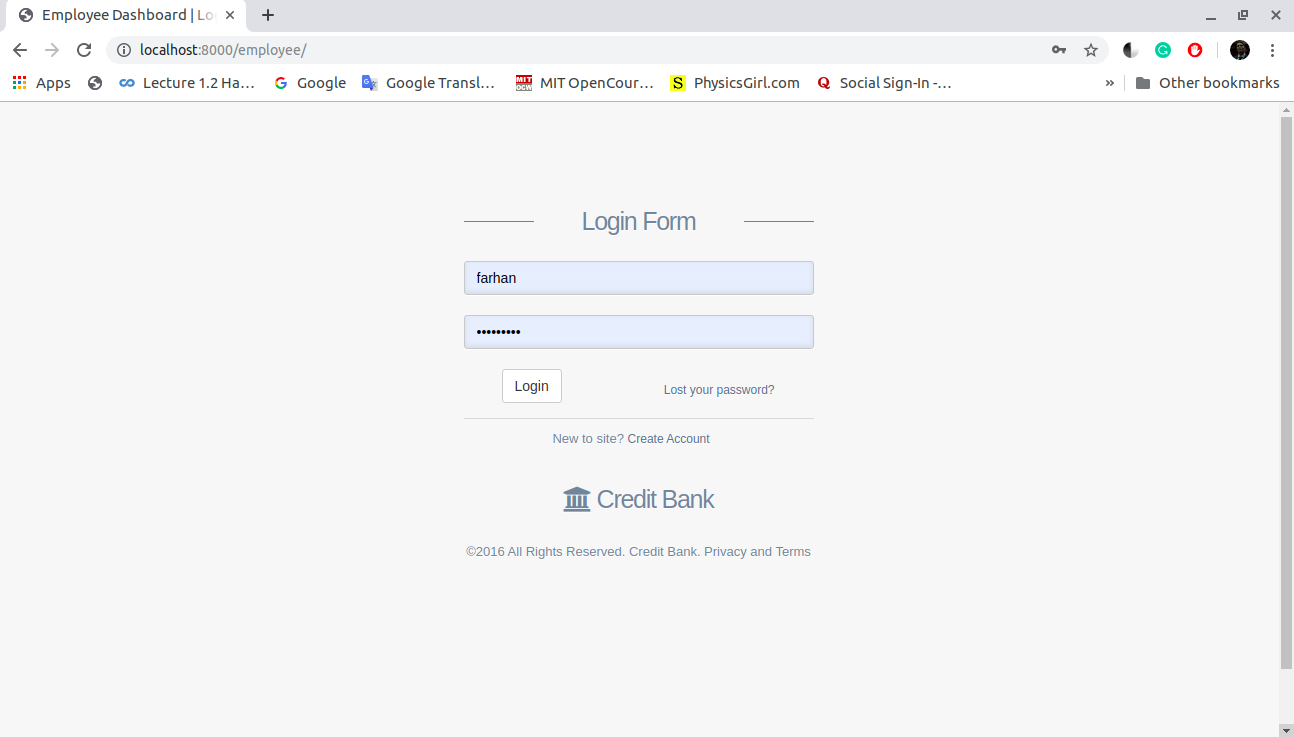 Employee Dashboard | Lo
localhost:8000/employee/
Apps Lecture 1.2 Ha… Google Google Transl… MIT OpenCour… PhysicsGirl.com Social Sign-In -… » Other bookmarks
Login Form
farhan
•••••••••
Login Lost your password?
New to site? Create Account
Credit Bank
©2016 All Rights Reserved. Credit Bank. Privacy and Terms